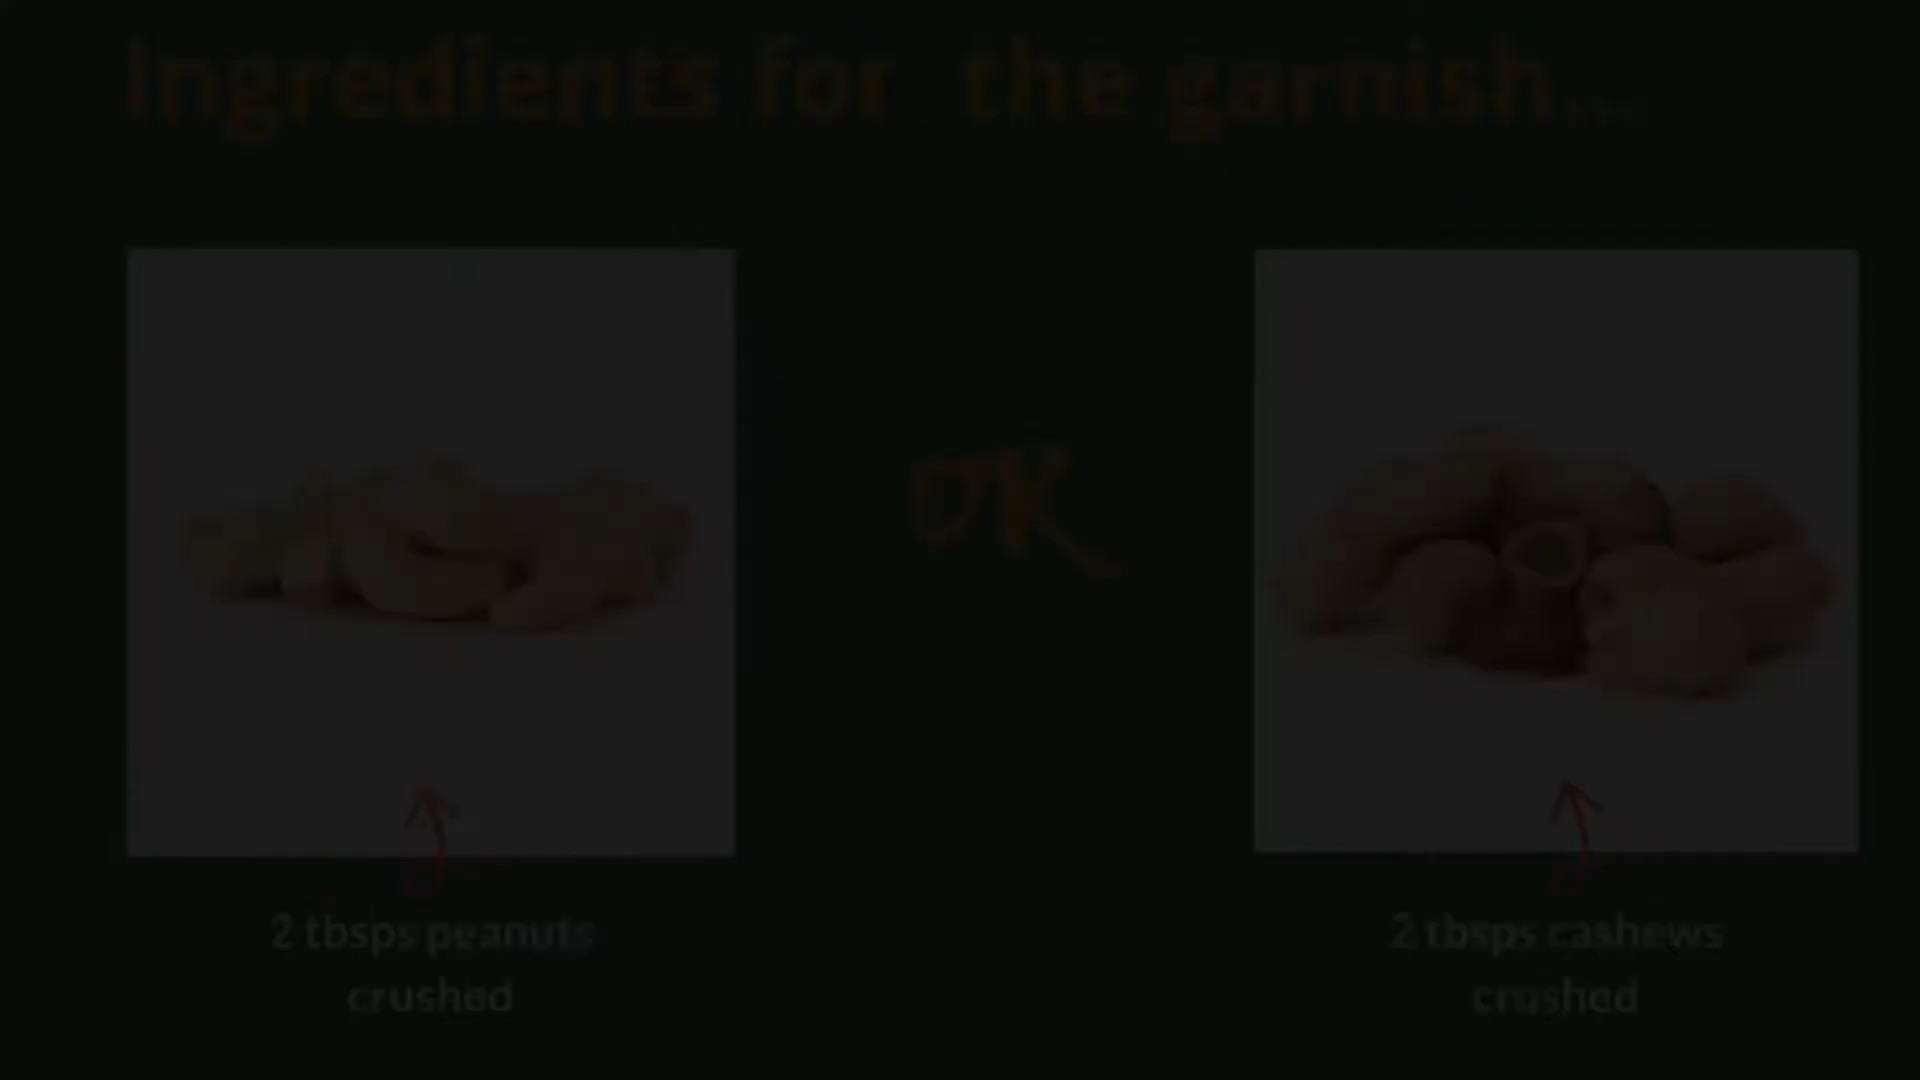 Ingredients for the garnish...
OR
2 tbsps peanuts
crushed
2 tbsps cashews
crushed